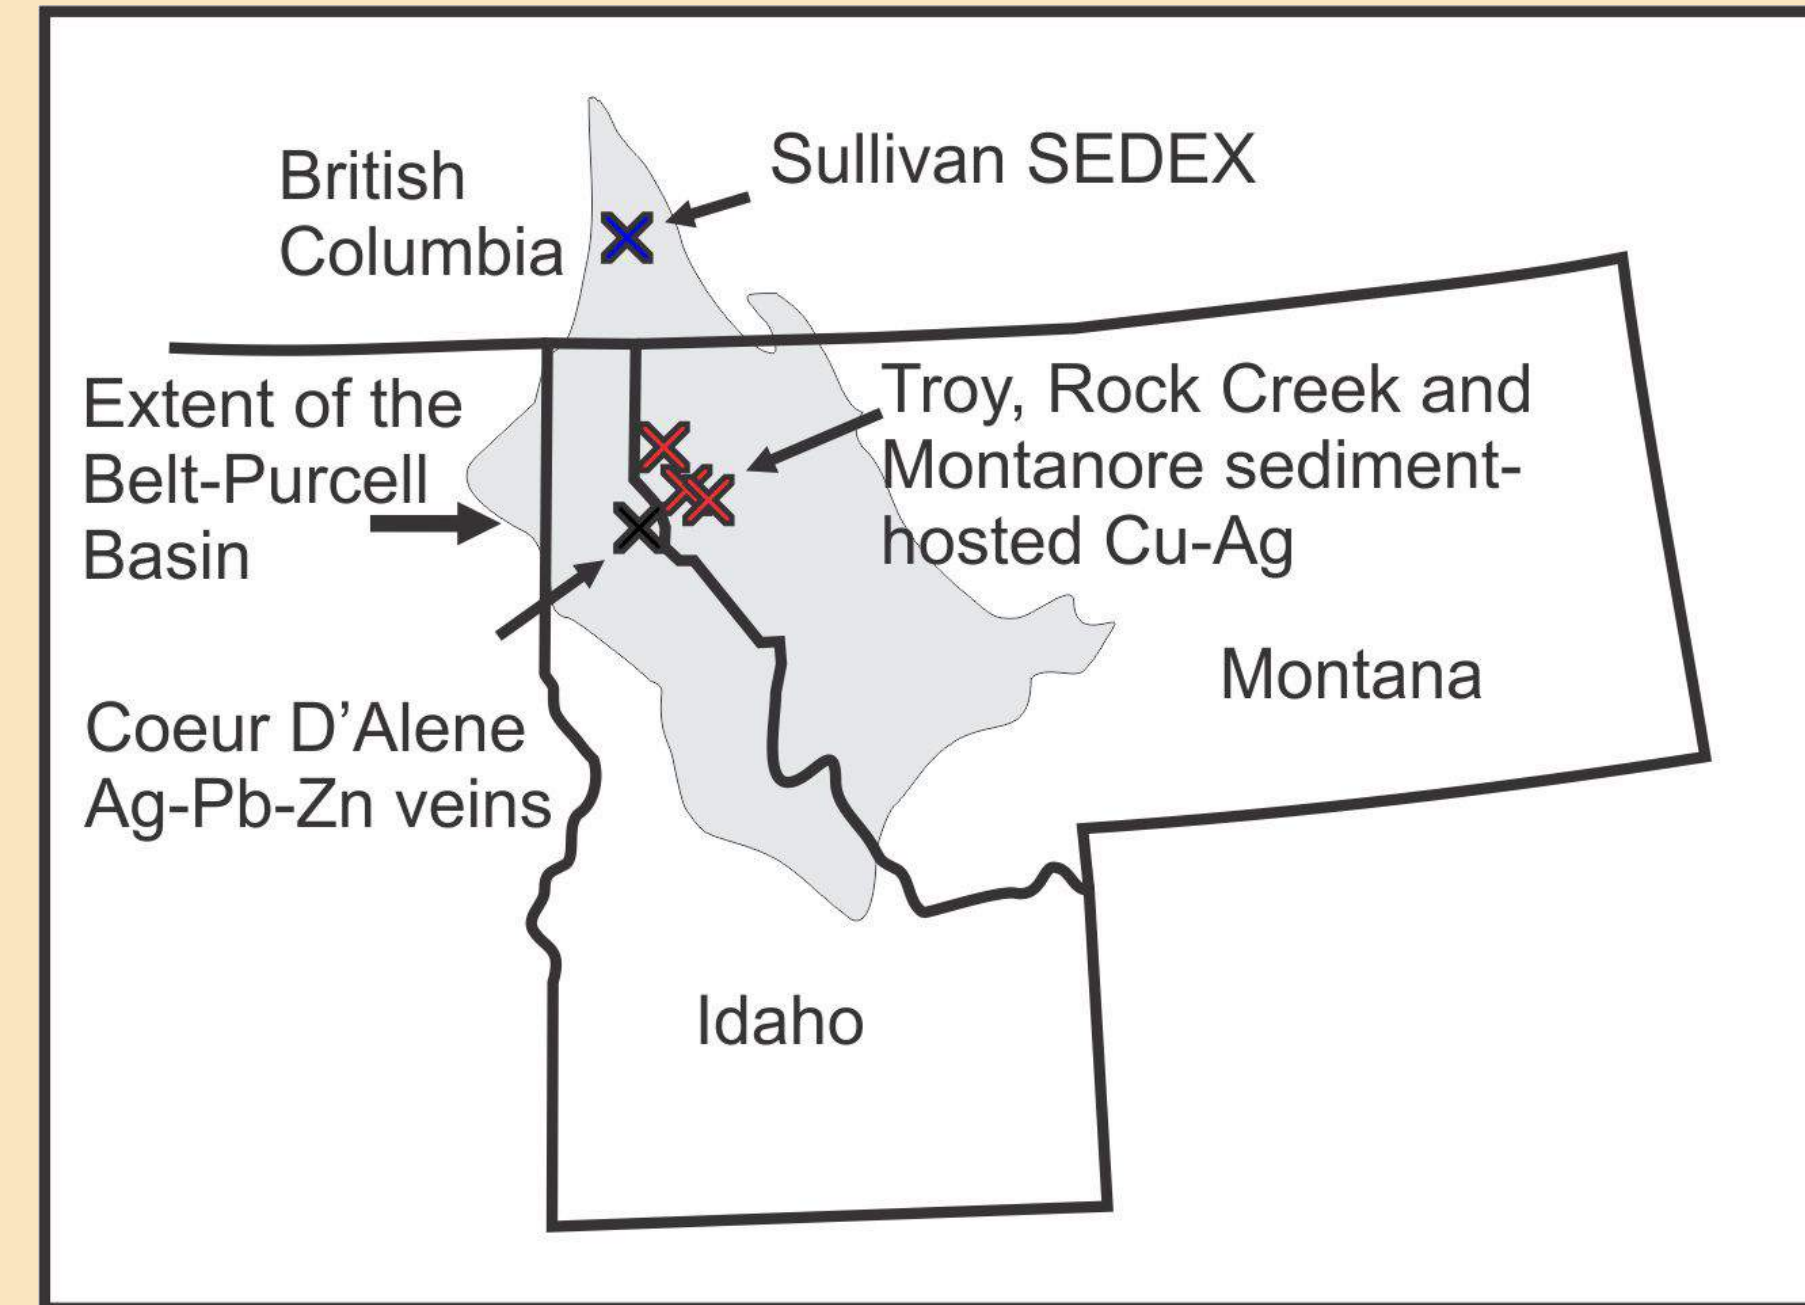 British
Columbia
Sullivan SEDEX
Extent of the
Belt-Purcell
Basin
Troy, Rock Creek and
Montanore sediment-
hosted Cu-Ag
Montana
Coeur D’Alene
Ag-Pb-Zn veins
Idaho